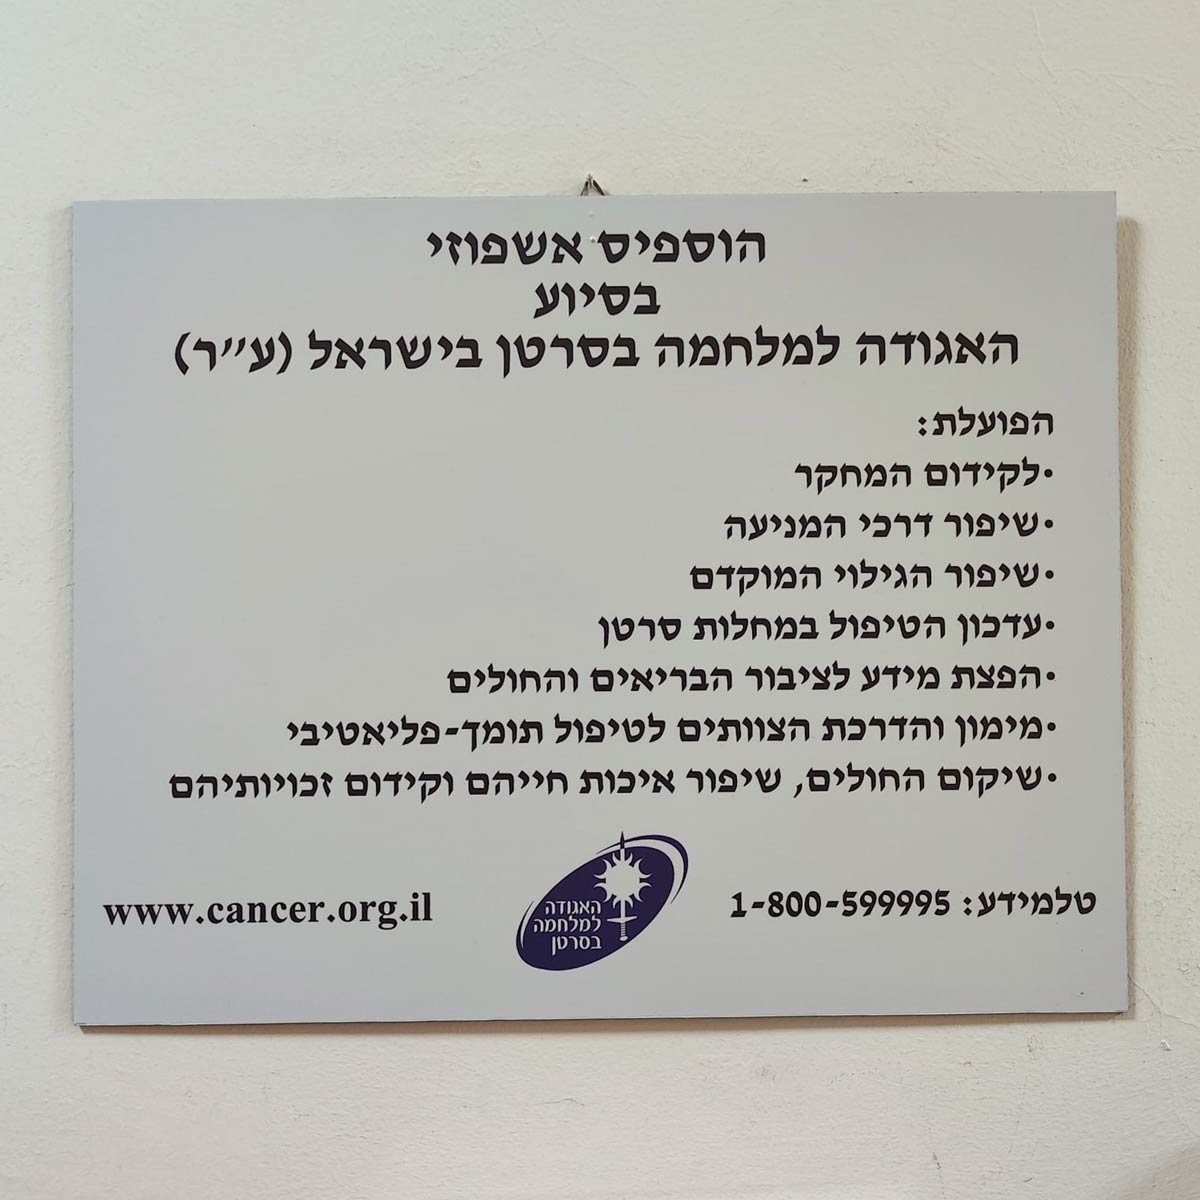 הוספיס אשפוזי
בסיוע
האגודה למלחמה בסרטן בישראל (ע״ר)
הפועלת:
•לקידום המחקר
•שיפור דרכי המניעה
•שיפור הגילוי המוקדם
•עדכון הטיפול במחלות סרטן
•הפצת מידע לציבור הבריאים והחולים
•מימון והדרכת הצוותים לטיפול תומך-פליאטיבי
•שיקום החולים, שיפור איכות חייהם וקידום זכויותיהם
טלמידע: 1-800-599995
האגודה
למלחמה
בסרטן
www.cancer.org.il